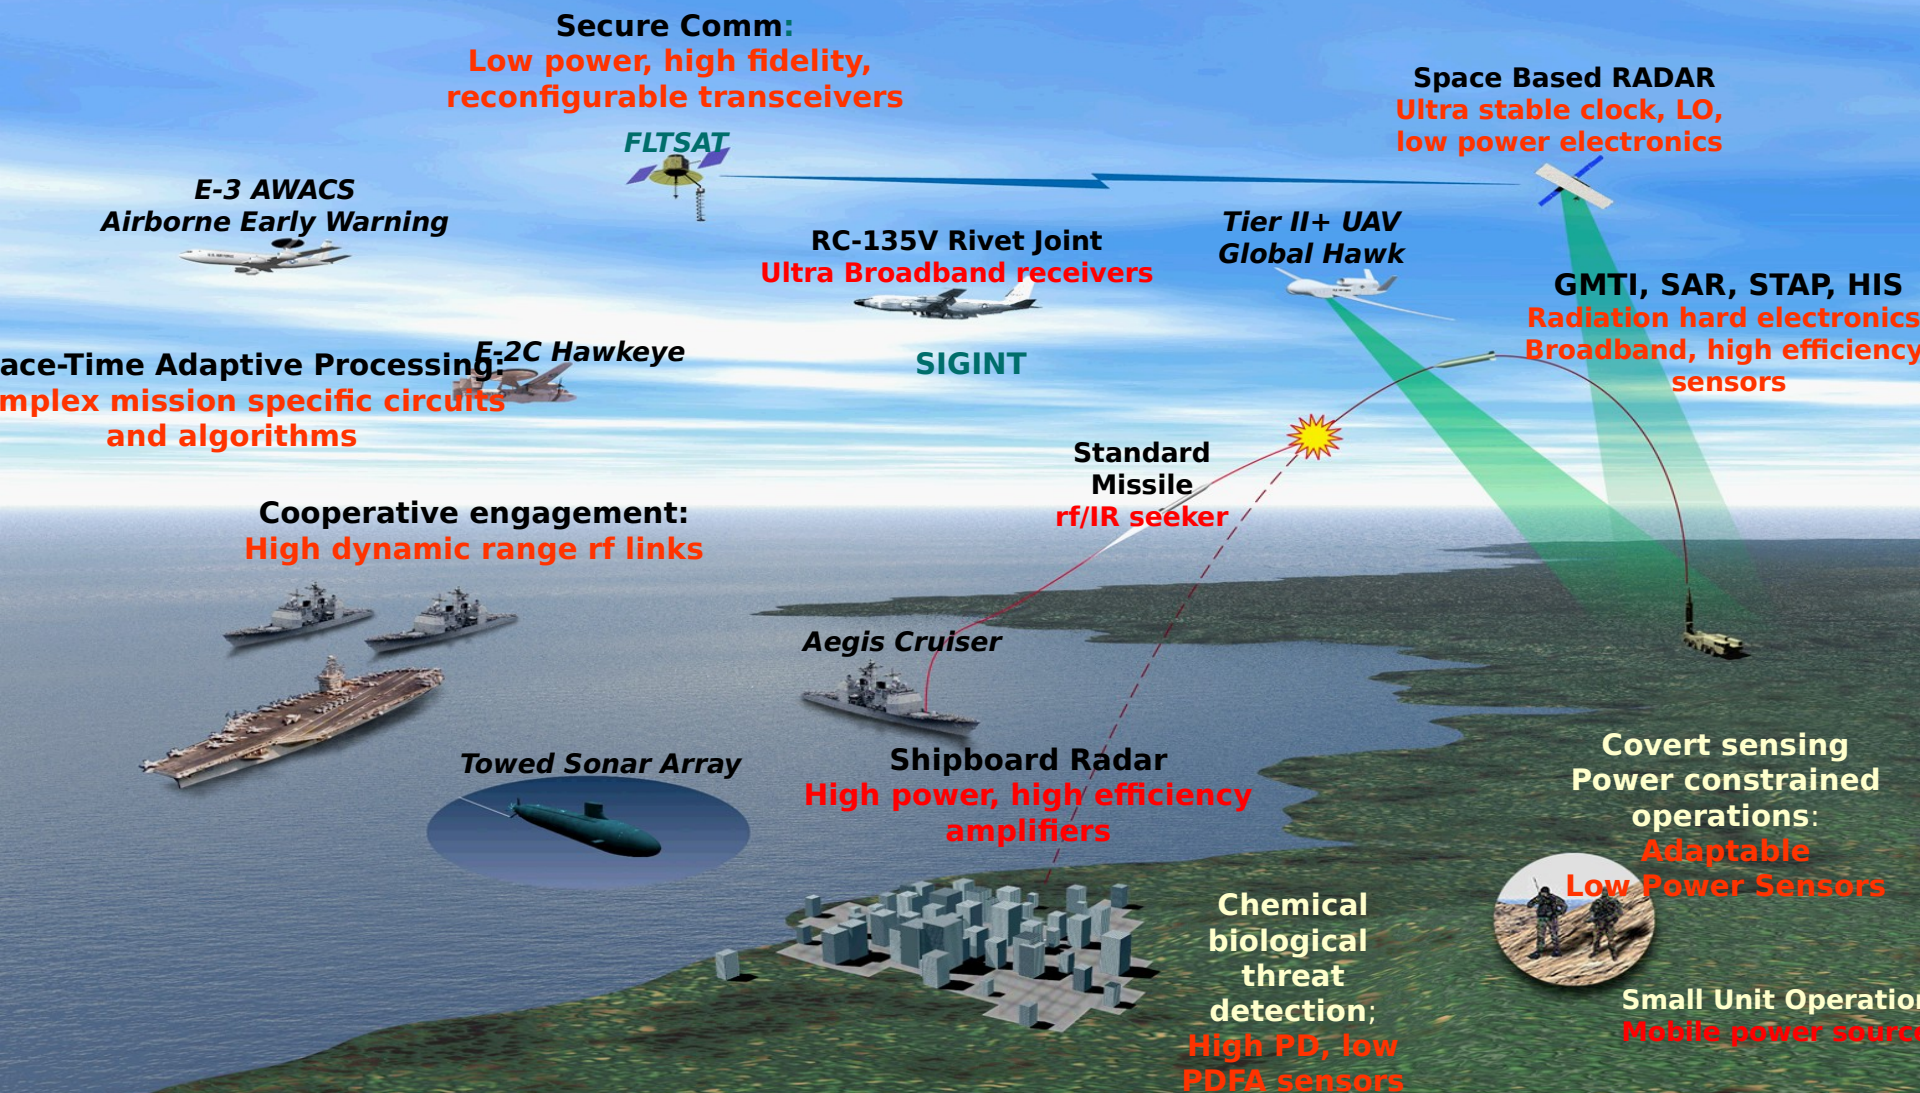 Secure Comm:
Low power, high fidelity,
reconfigurable transceivers
FLTSAT
Space Based RADAR
Ultra stable clock, LO,
low power electronics
E-3 AWACS
Airborne Early Warning
RC-135V Rivet Joint
Ultra Broadband receivers
SIGINT
Tier II+ UAV
Global Hawk
GMTI, SAR, STAP, HIS
Radiation hard electronics
Broadband, high efficiency
sensors
E-2C Hawkeye
ace-Time Adaptive Processing:
mplex mission specific circuits
and algorithms
Standard
Missile
rf/IR seeker
Cooperative engagement:
High dynamic range rf links
Aegis Cruiser
Towed Sonar Array
Shipboard Radar
High power, high efficiency
amplifiers
Covert sensing
Power constrained
operations:
Adaptable
Low Power Sensors
Chemical
biological
threat
detection;
High PD, low
PDFA sensors
Small Unit Operation
Mobile power source